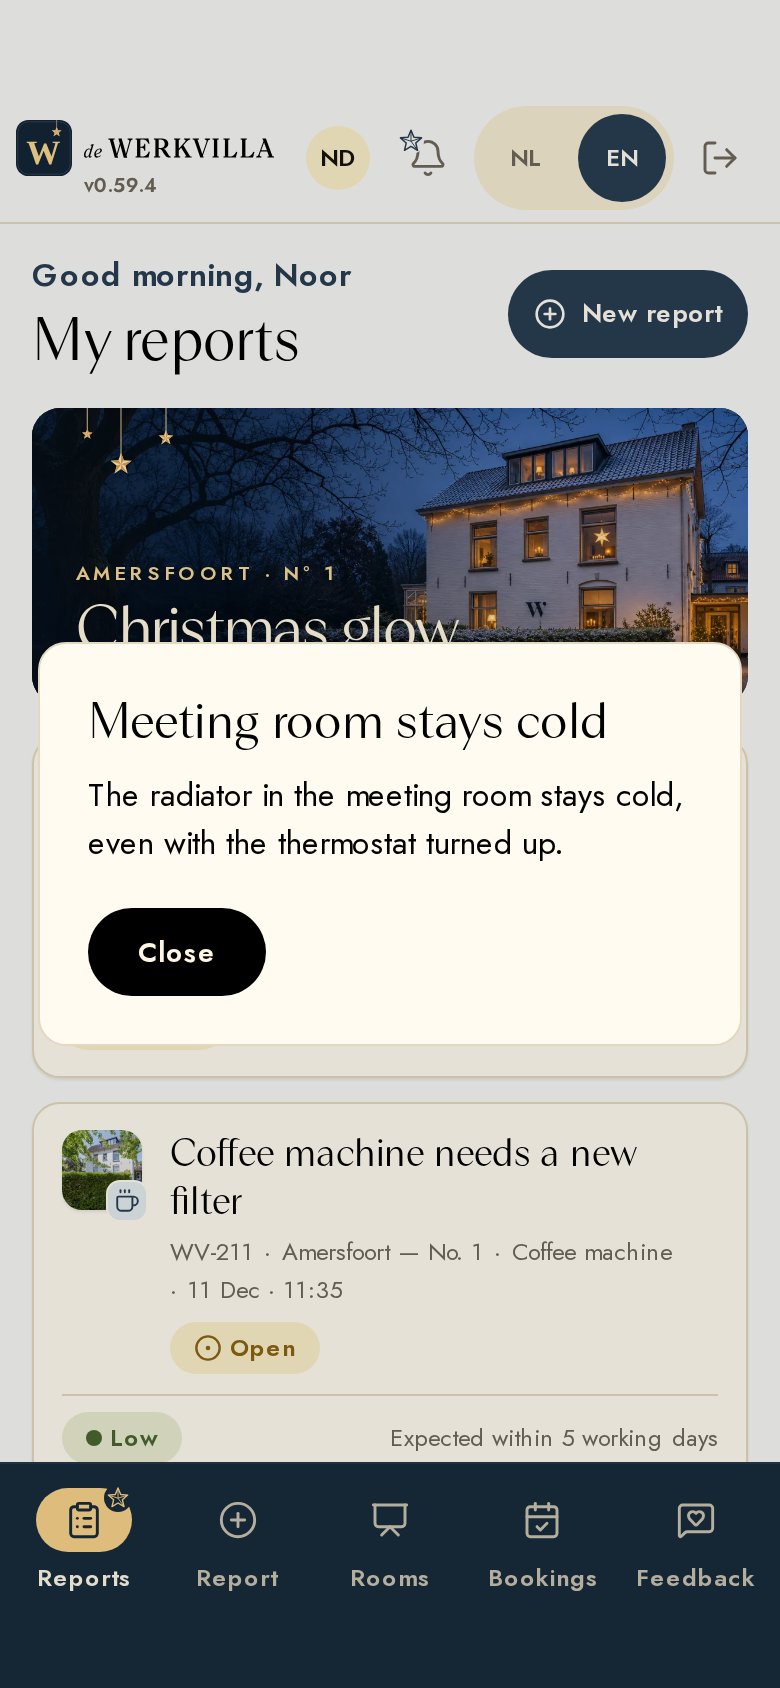 W
de WERKVILLA
v0.59.4
ND
NL
EN
Good morning, Noor
My reports
New report
AMERSFOORT · N° 1
Christmas glow
W
Meeting room stays cold
The radiator in the meeting room stays cold,
even with the thermostat turned up.
Close
Coffee machine needs a new
filter
WV-211 · Amersfoort — No. 1 · Coffee machine
· 11 Dec · 11:35
Open
Low
Expected within 5 working days
Reports
Report
Rooms
Bookings
Feedback